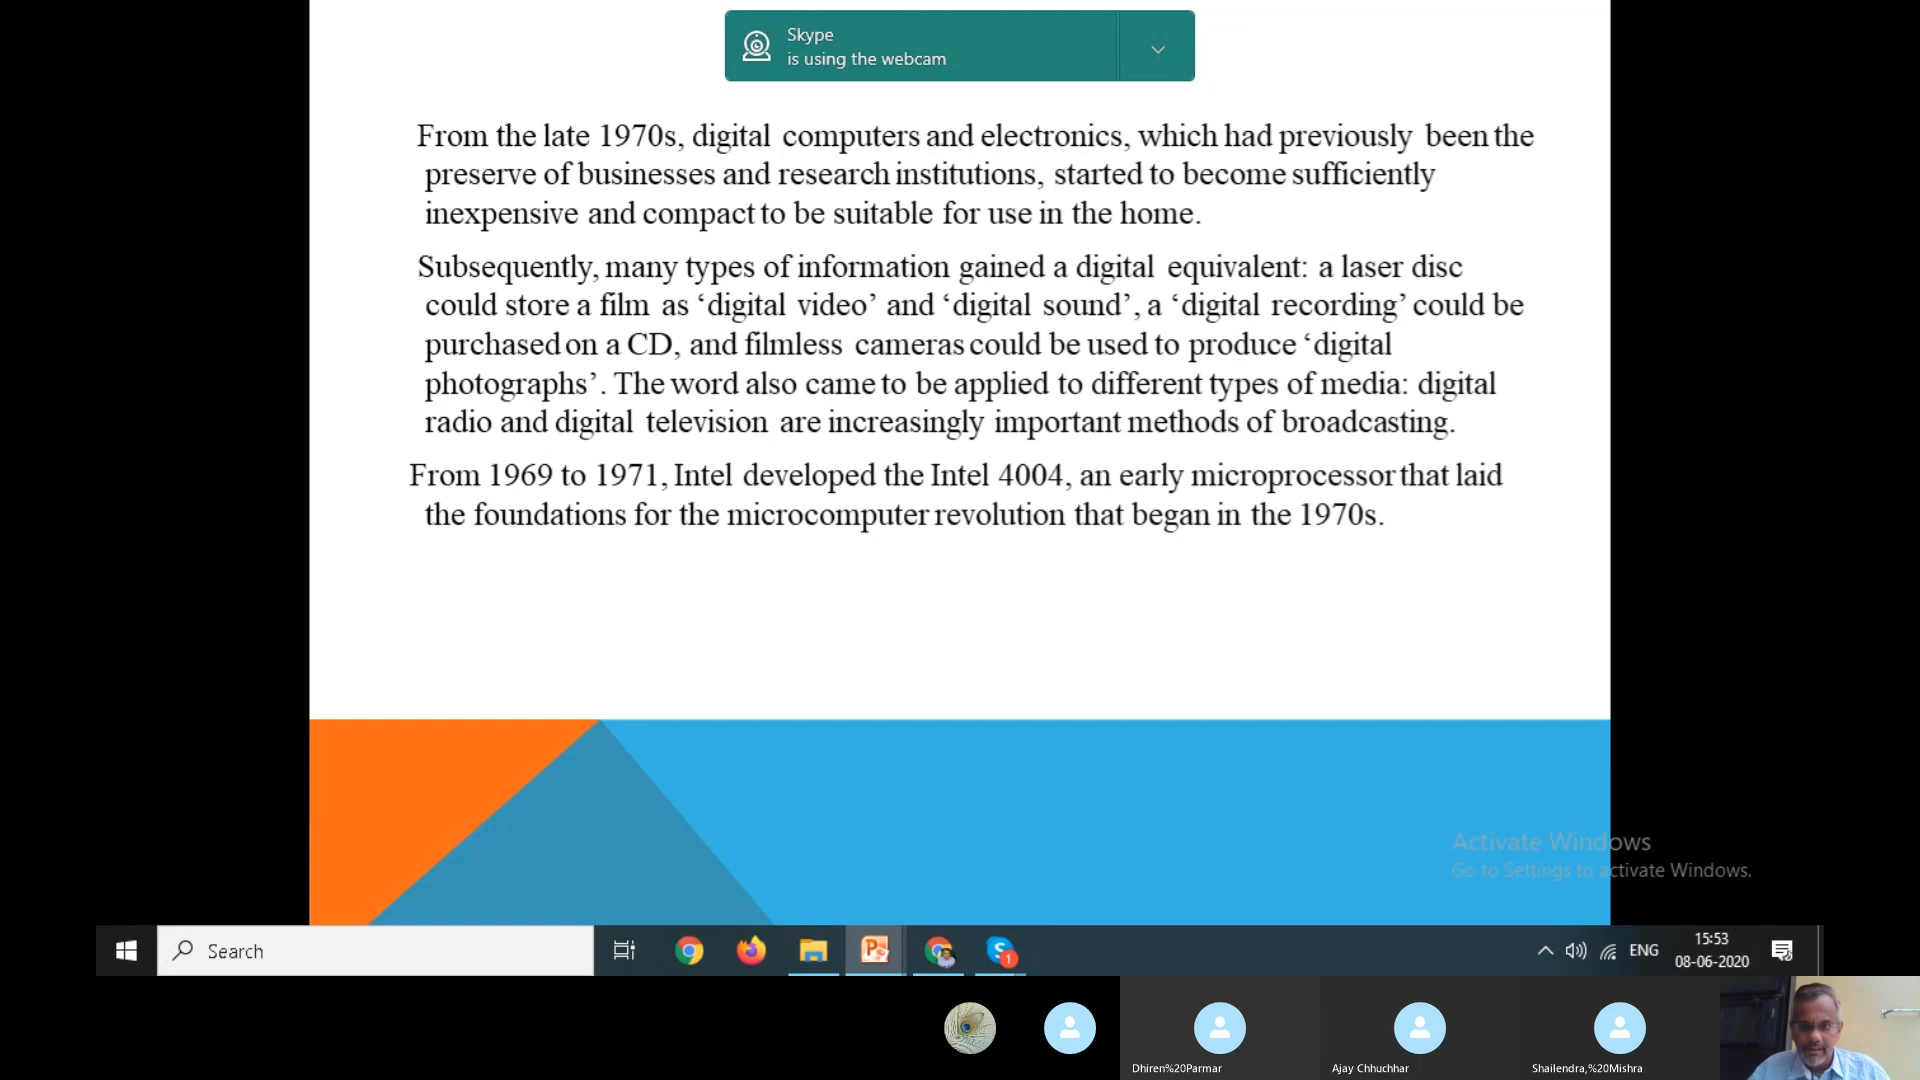 Skype
is using the webcam
From the late 1970s, digital computers and electronics, which had previously been the
preserve of businesses and research institutions, started to become sufficiently
inexpensive and compact to be suitable for use in the home.
Subsequently, many types of information gained a digital equivalent: a laser disc
could store a film as ‘digital video’ and ‘digital sound’, a ‘digital recording’ could be
purchased on a CD, and filmless cameras could be used to produce ‘digital
photographs’. The word also came to be applied to different types of media: digital
radio and digital television are increasingly important methods of broadcasting.
From 1969 to 1971, Intel developed the Intel 4004, an early microprocessor that laid
the foundations for the microcomputer revolution that began in the 1970s.
Activate Windows
Go to Settings to activate Windows.
Search
ENG
15:53
08-06-2020
1
Dhiren%20Parmar
Ajay Chhuchhar
Shailendra,%20Mishra